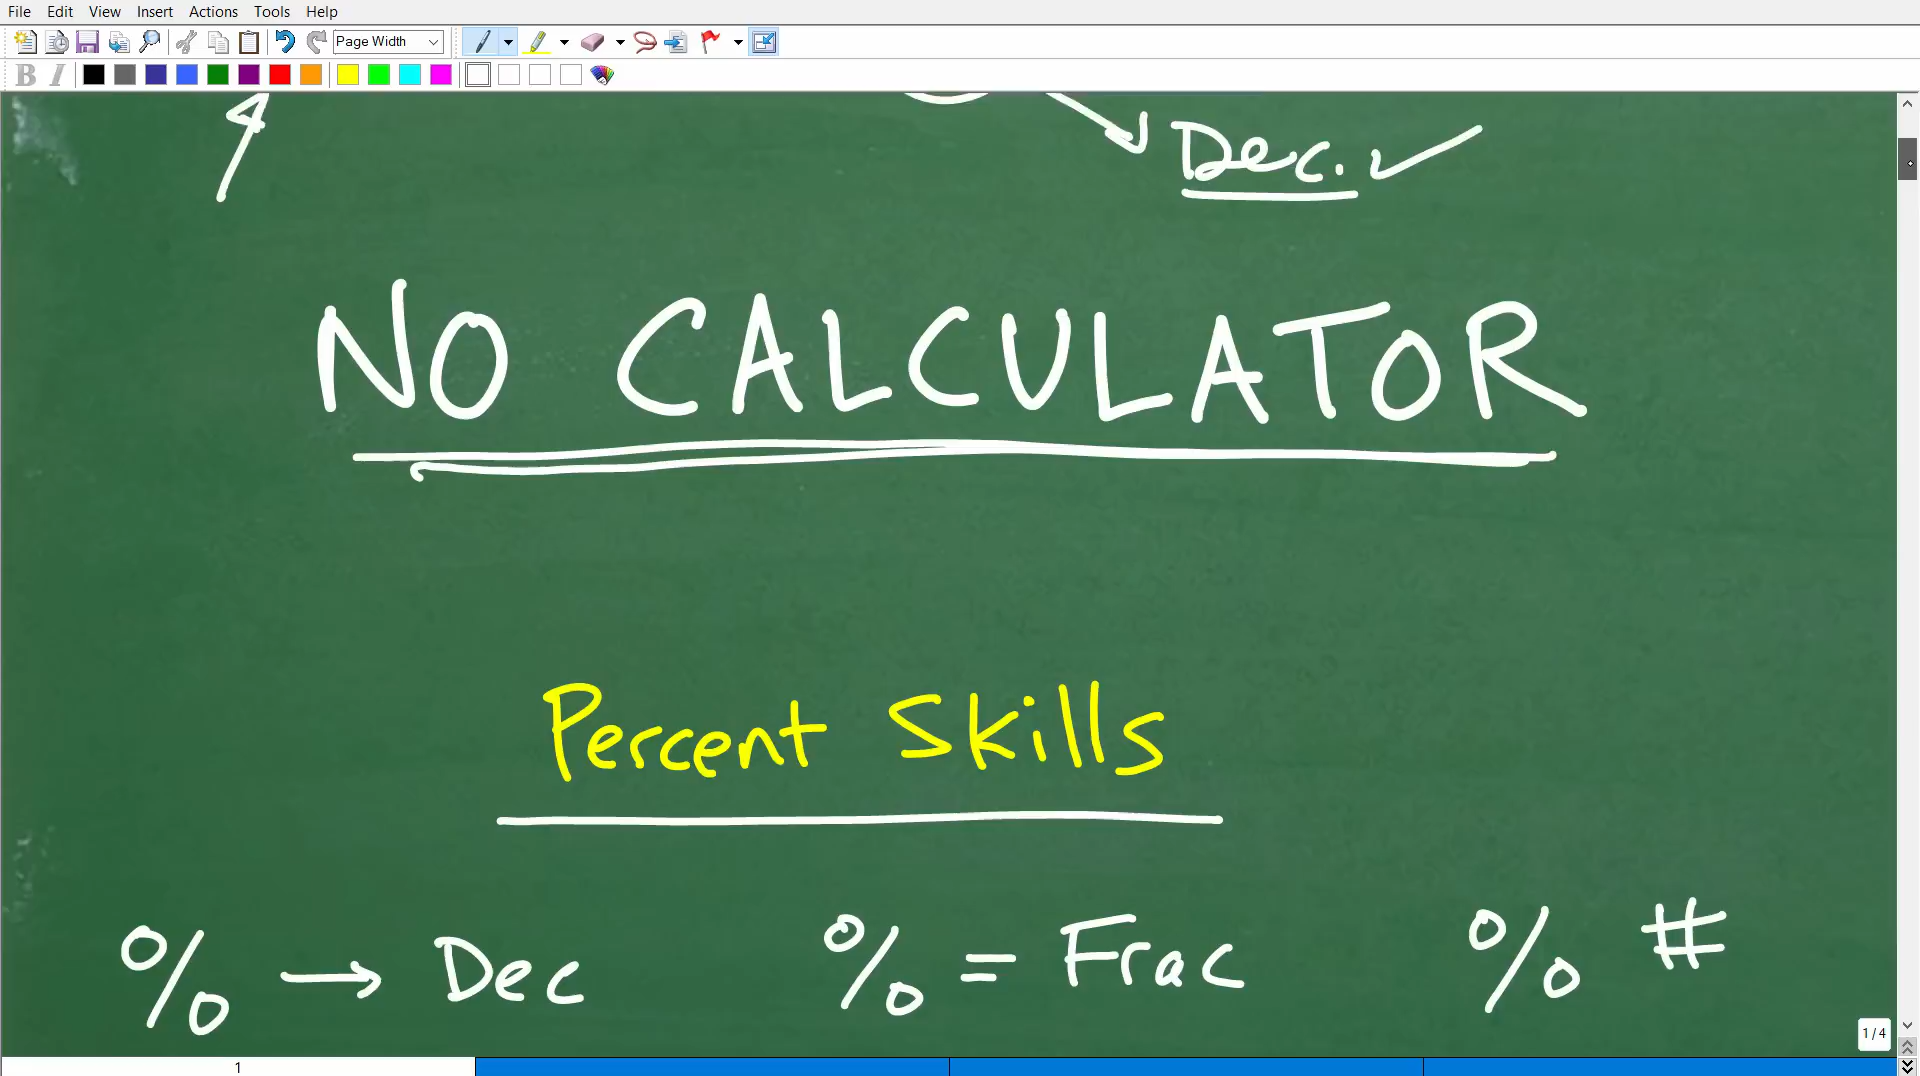 File Edit View Insert Actions Tools Help
Page Width
B I
Dec. ✓
NO CALCULATOR
Percent Skills
% → Dec % = Frac % #
1 / 4
1